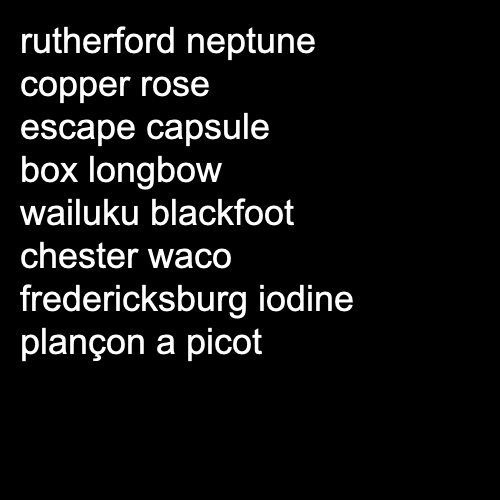 rutherford neptune
copper rose
escape capsule
box longbow
wailuku blackfoot
chester waco
fredericksburg iodine
plançon a picot